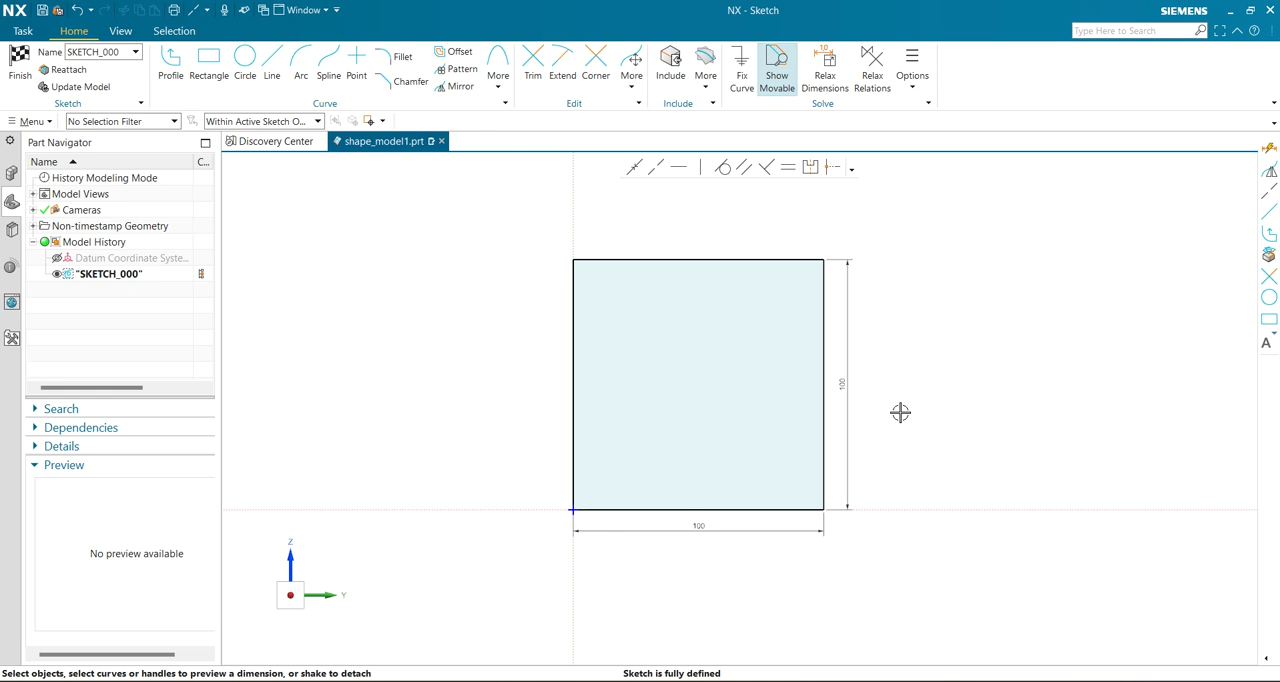 NX Window NX - Sketch SIEMENS
Task Home View Selection Type Here to Search
Name SKETCH_000
Reattach
Update Model
Finish
Sketch
Profile Rectangle Circle Line Arc Spline Point
Fillet
Chamfer
Offset
Pattern
Mirror
More
Curve
Trim Extend Corner More
Edit
Include More
Include
Fix Curve
Show Movable
Relax Dimensions
Relax Relations
Options
Solve
Menu No Selection Filter Within Active Sketch O...
Part Navigator
Discovery Center shape_model1.prt
Name C...
History Modeling Mode
Model Views
Cameras
Non-timestamp Geometry
Model History
Datum Coordinate Syste...
"SKETCH_000"
Search
Dependencies
Details
Preview
No preview available
100
100
Z
Y
A
Select objects, select curves or handles to preview a dimension, or shake to detach Sketch is fully defined